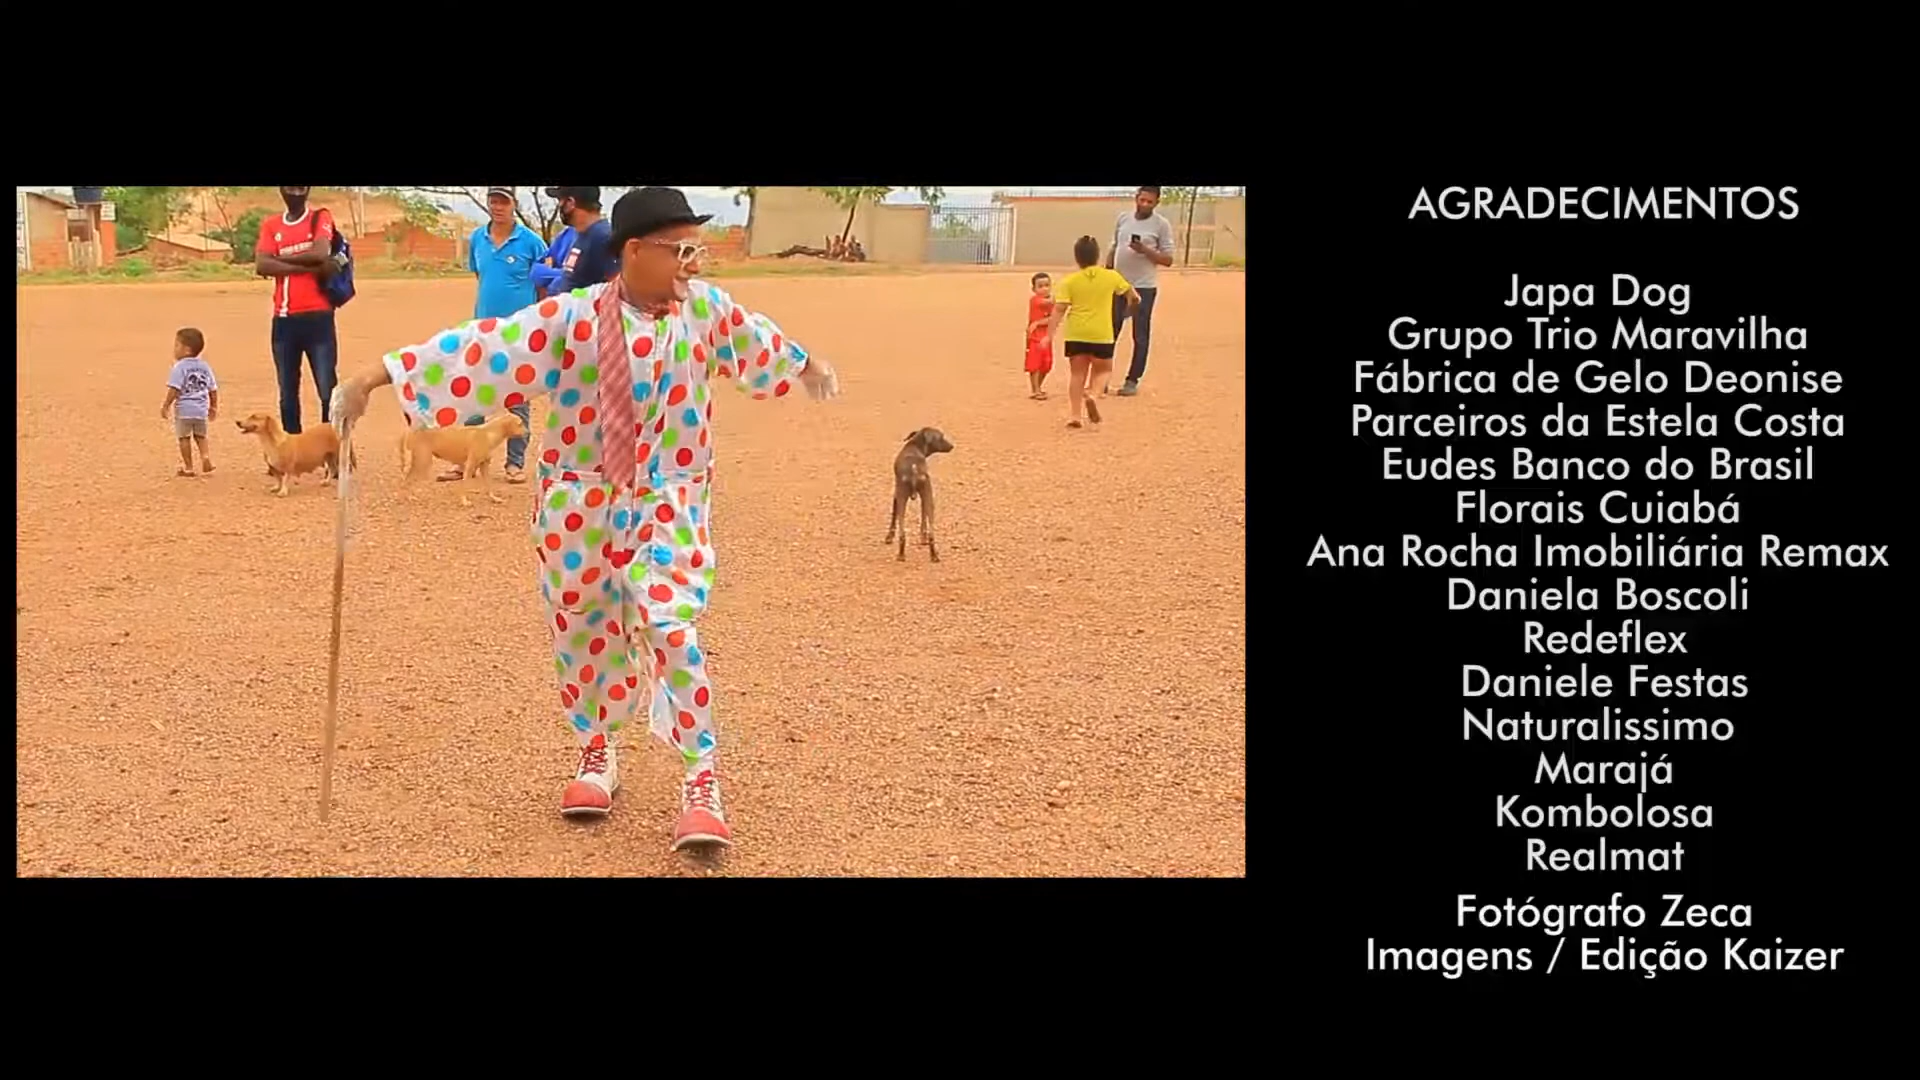 AGRADECIMENTOS
Japa Dog
Grupo Trio Maravilha
Fábrica de Gelo Deonise
Parceiros da Estela Costa
Eudes Banco do Brasil
Florais Cuiabá
Ana Rocha Imobiliária Remax
Daniela Boscoli
Redeflex
Daniele Festas
Naturalissimo
Marajá
Kombolosa
Realmat
Fotógrafo Zeca
Imagens / Edição Kaizer